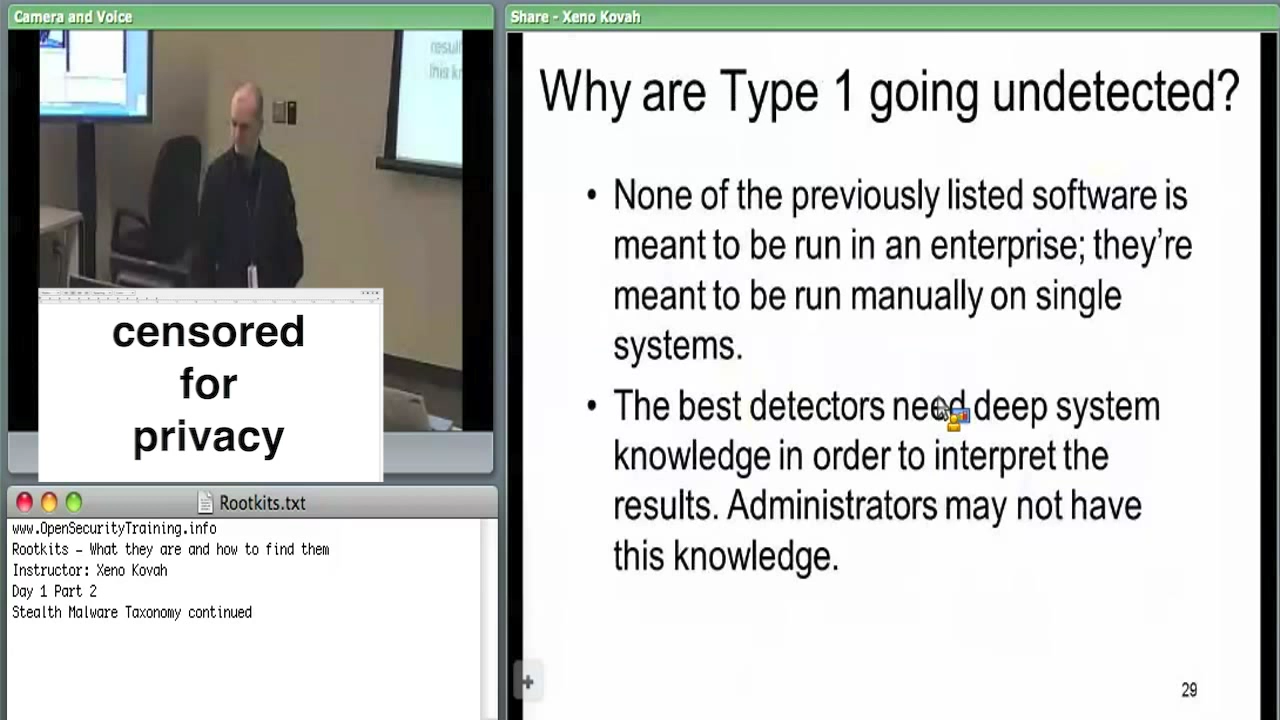 Camera and Voice
Share - Xeno Kovah
censored
for
privacy
Rootkits.txt
www.OpenSecurityTraining.info
Rootkits – What they are and how to find them
Instructor: Xeno Kovah
Day 1 Part 2
Stealth Malware Taxonomy continued
Why are Type 1 going undetected?
• None of the previously listed software is
meant to be run in an enterprise; they’re
meant to be run manually on single
systems.
• The best detectors need deep system
knowledge in order to interpret the
results. Administrators may not have
this knowledge.
29